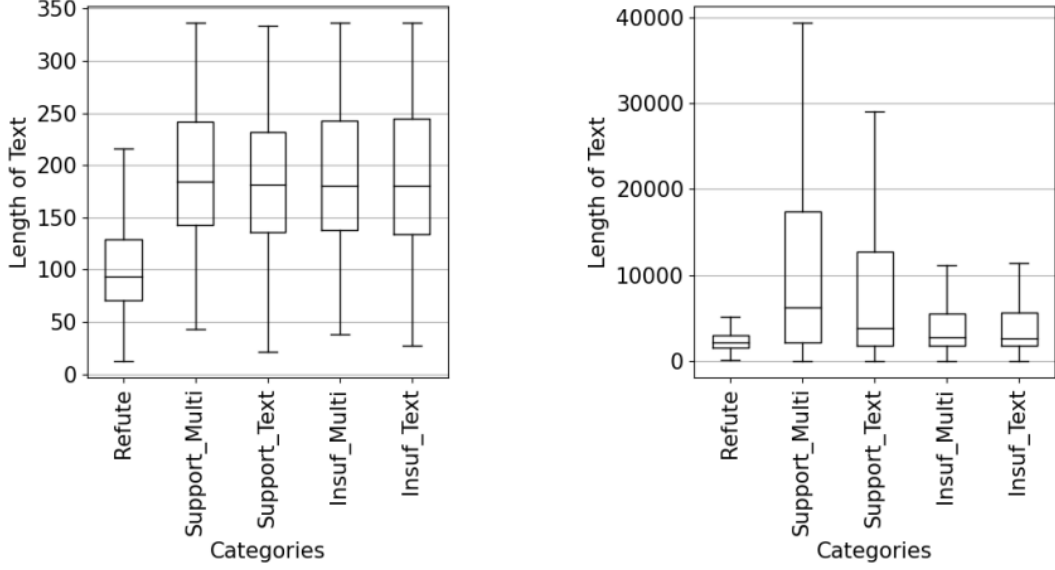 350
300
250
200
150
100
50
0
Length of Text
Refute
Support_Multi
Support_Text
Insuf_Multi
Insuf_Text
Categories
40000
30000
20000
10000
0
Length of Text
Refute
Support_Multi
Support_Text
Insuf_Multi
Insuf_Text
Categories